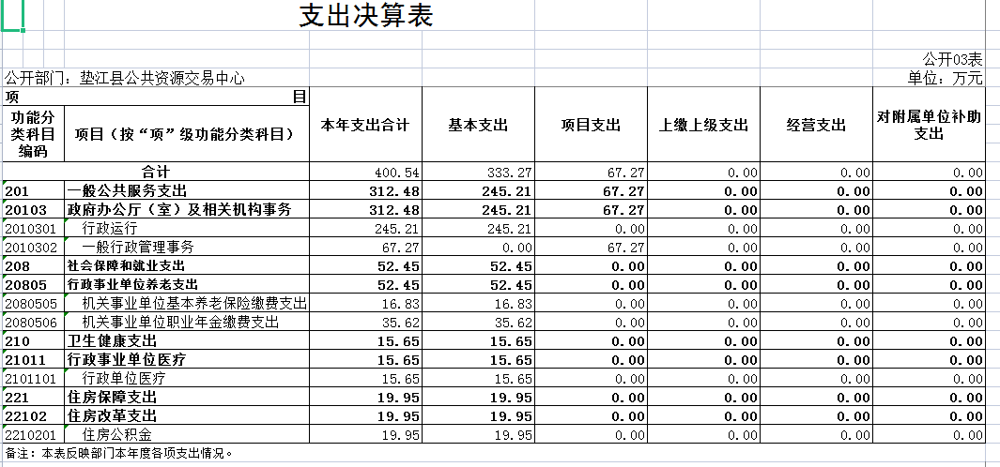 支出决算表
公开03表
公开部门：垫江县公共资源交易中心 单位：万元
项 目 本年支出合计 基本支出 项目支出 上缴上级支出 经营支出 对附属单位补助支出
功能分类科目编码 项目（按“项”级功能分类科目）
合计 400.54 333.27 67.27 0.00 0.00 0.00
201 一般公共服务支出 312.48 245.21 67.27 0.00 0.00 0.00
20103 政府办公厅（室）及相关机构事务 312.48 245.21 67.27 0.00 0.00 0.00
2010301 行政运行 245.21 245.21 0.00 0.00 0.00 0.00
2010302 一般行政管理事务 67.27 0.00 67.27 0.00 0.00 0.00
208 社会保障和就业支出 52.45 52.45 0.00 0.00 0.00 0.00
20805 行政事业单位养老支出 52.45 52.45 0.00 0.00 0.00 0.00
2080505 机关事业单位基本养老保险缴费支出 16.83 16.83 0.00 0.00 0.00 0.00
2080506 机关事业单位职业年金缴费支出 35.62 35.62 0.00 0.00 0.00 0.00
210 卫生健康支出 15.65 15.65 0.00 0.00 0.00 0.00
21011 行政事业单位医疗 15.65 15.65 0.00 0.00 0.00 0.00
2101101 行政单位医疗 15.65 15.65 0.00 0.00 0.00 0.00
221 住房保障支出 19.95 19.95 0.00 0.00 0.00 0.00
22102 住房改革支出 19.95 19.95 0.00 0.00 0.00 0.00
2210201 住房公积金 19.95 19.95 0.00 0.00 0.00 0.00
备注：本表反映部门本年度各项支出情况。